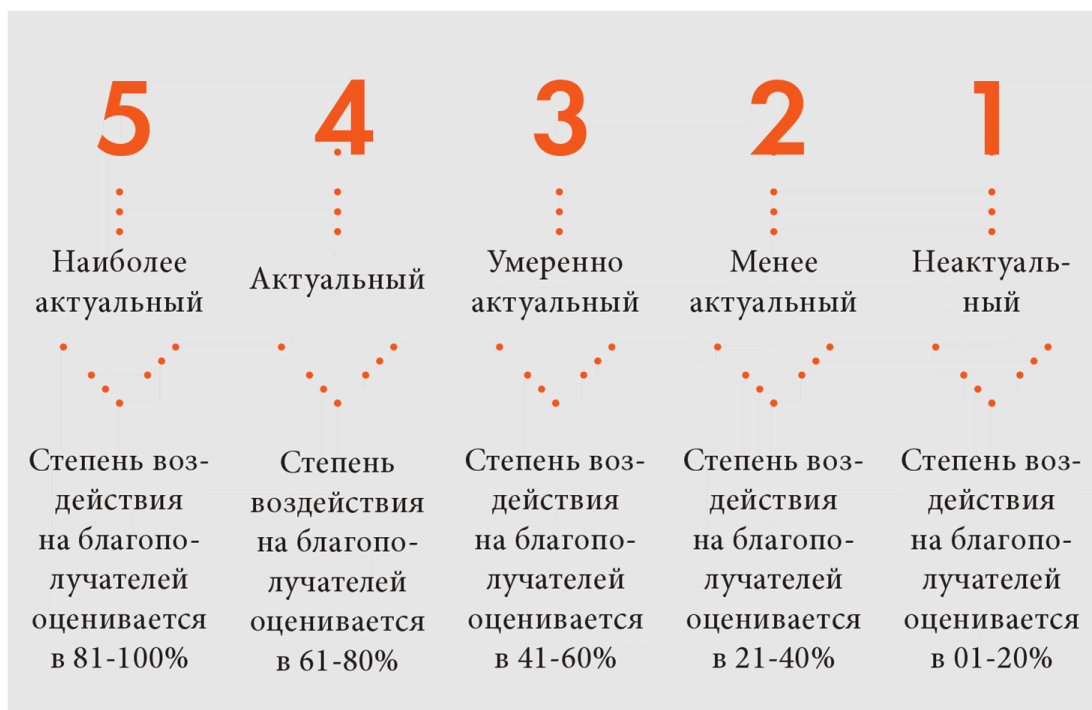 5
4
3
2
1
Наиболее
актуальный
Актуальный
Умеренно
актуальный
Менее
актуальный
Неактуаль-
ный
Степень воз-
действия
на благопо-
лучателей
оценивается
в 81-100%
Степень
воздействия
на благопо-
лучателей
оценивается
в 61-80%
Степень воз-
действия
на благопо-
лучателей
оценивается
в 41-60%
Степень воз-
действия
на благопо-
лучателей
оценивается
в 21-40%
Степень воз-
действия
на благопо-
лучателей
оценивается
в 01-20%